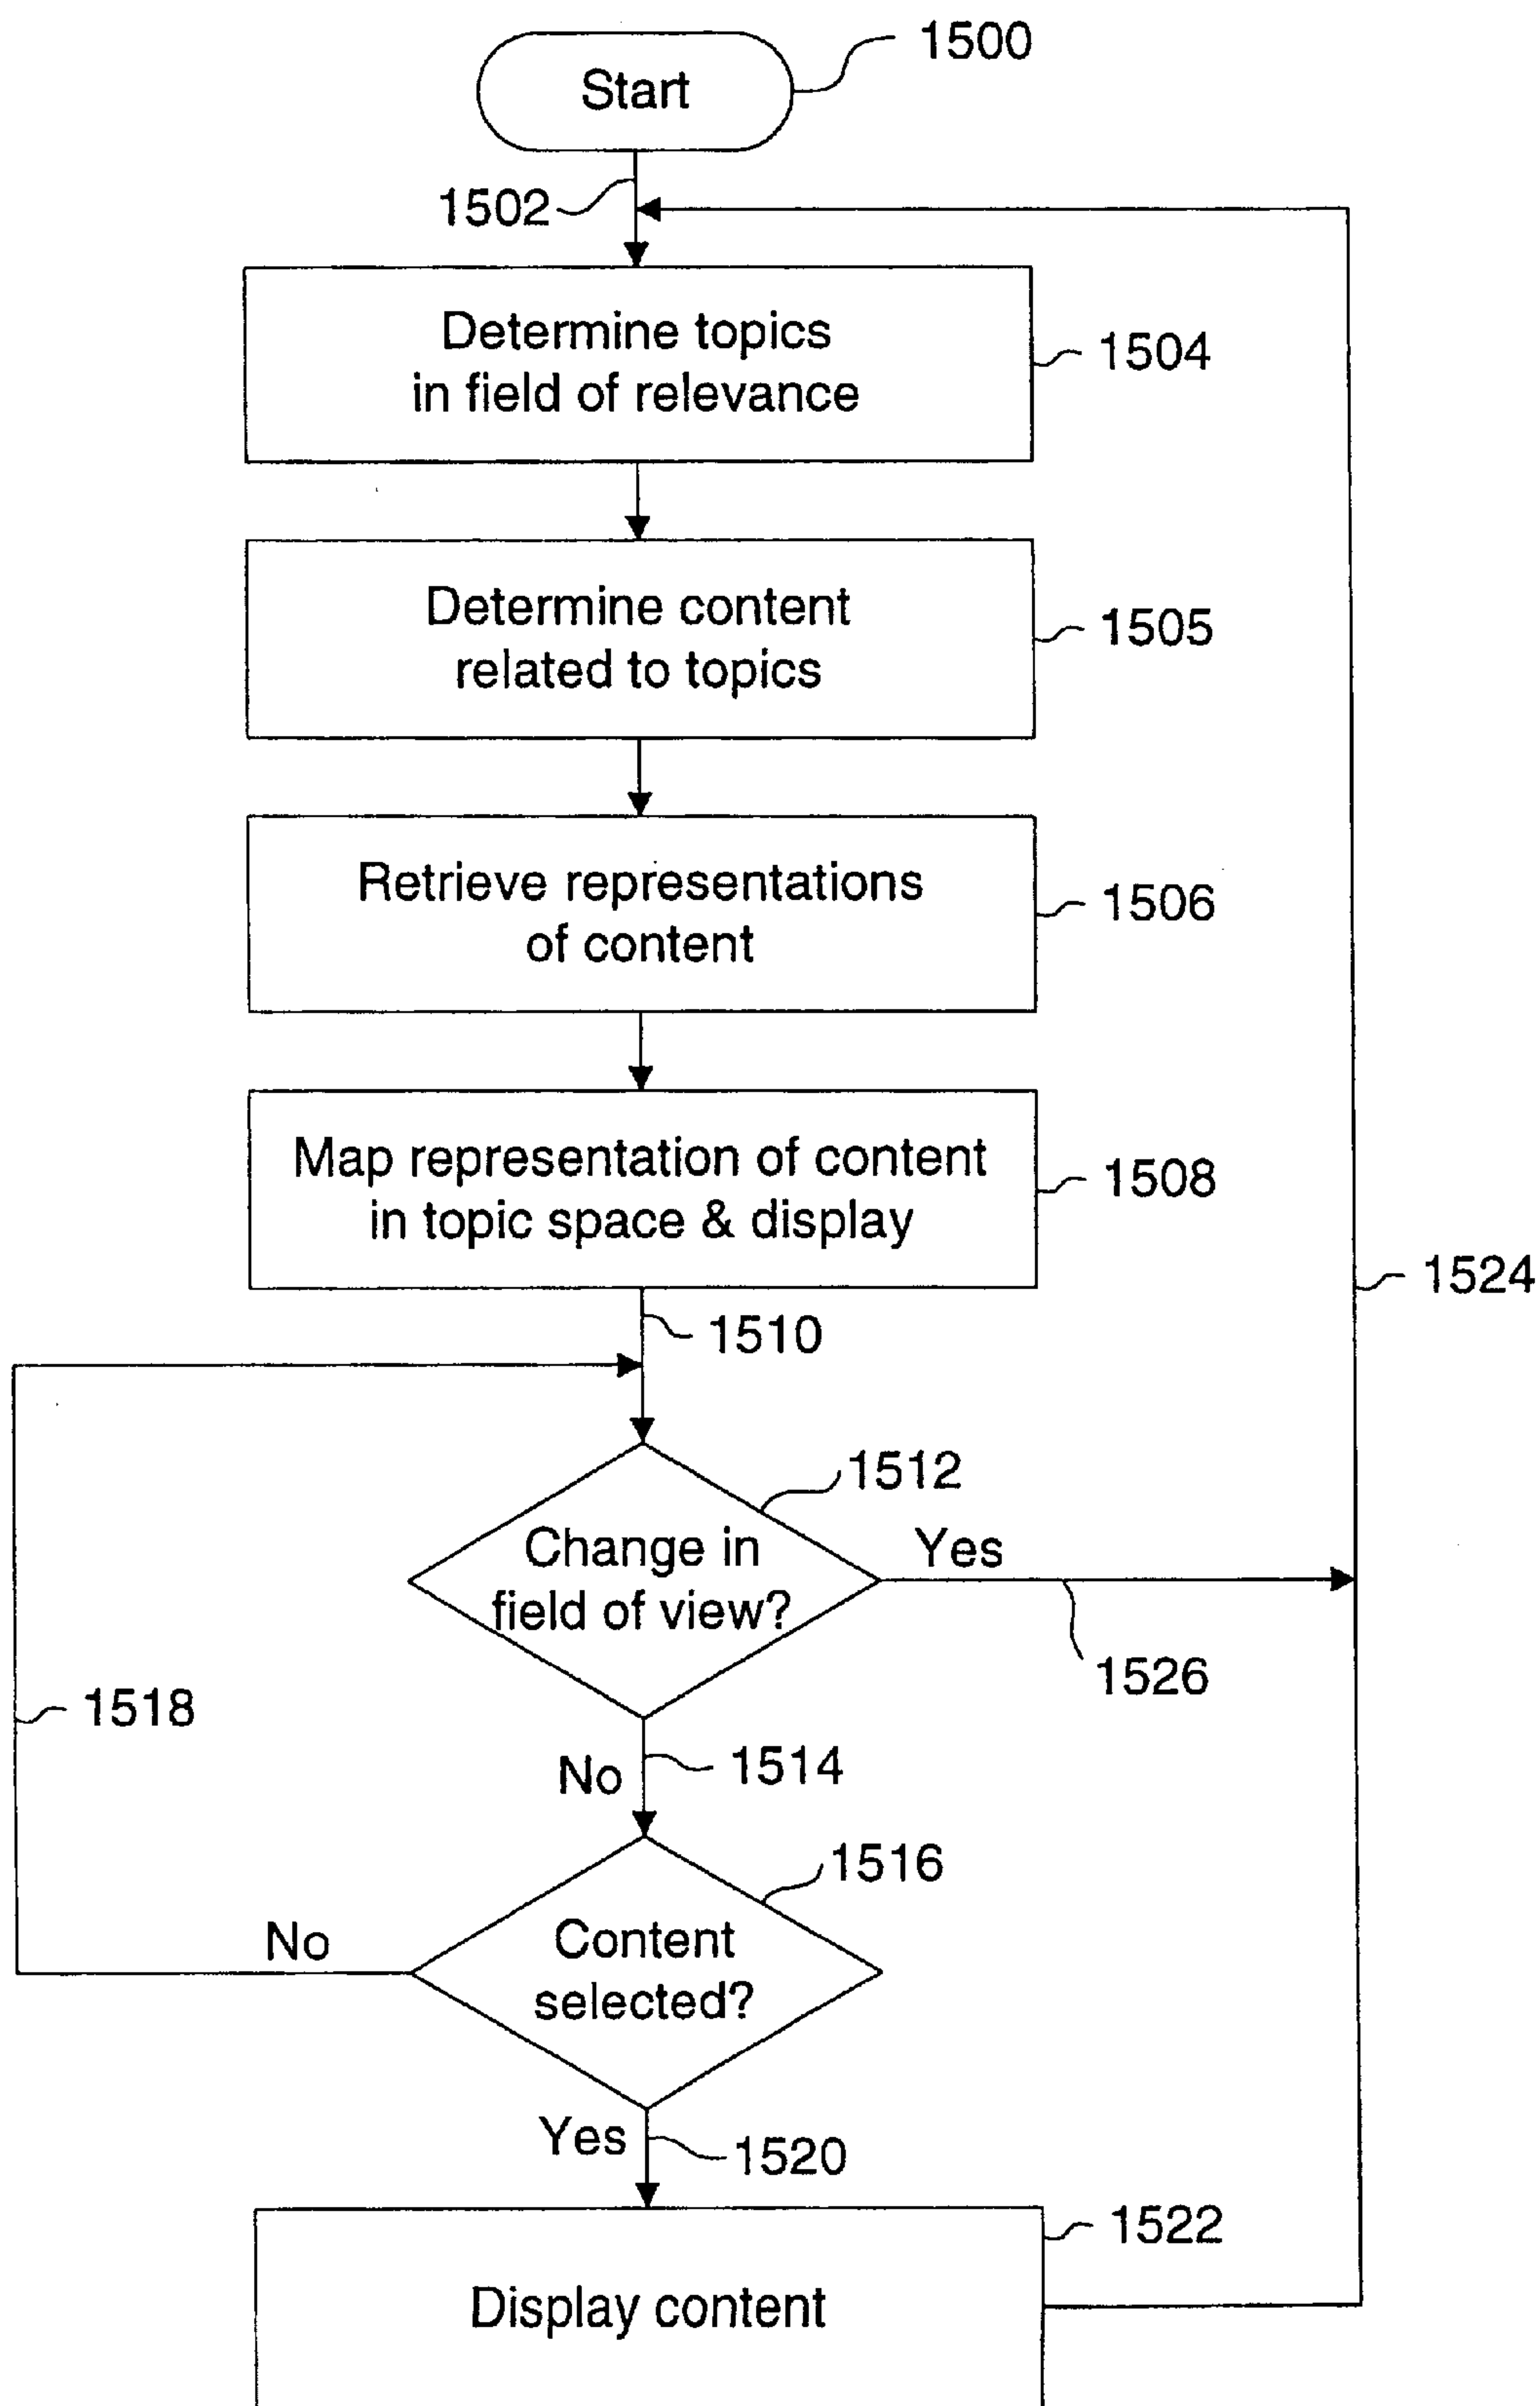 Start
1500
1502
Determine topics
in field of relevance
1504
Determine content
related to topics
1505
Retrieve representations
of content
1506
Map representation of content
in topic space & display
1508
1524
1510
1512
Change in
field of view?
Yes
1526
1518
No
1514
1516
No
Content
selected?
Yes
1520
1522
Display content